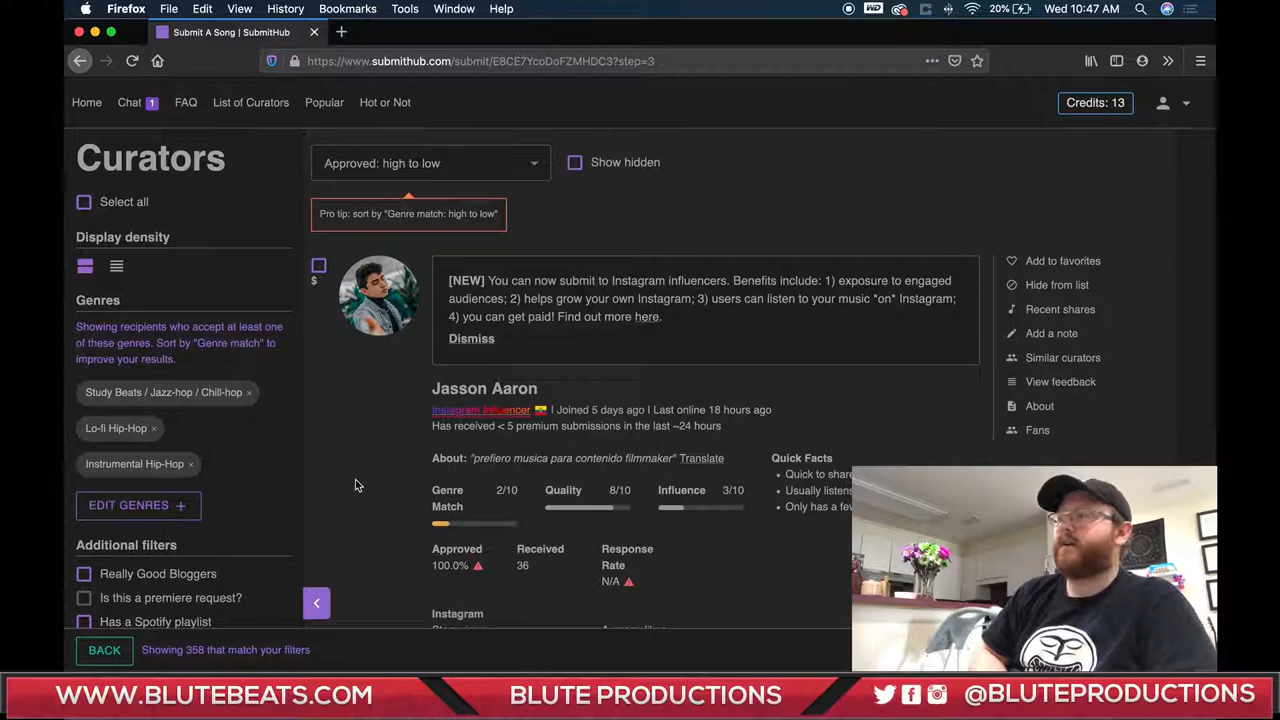 Firefox File Edit View History Bookmarks Tools Window Help
WD 20% Wed 10:47 AM
Submit A Song | SubmitHub
https://www.submithub.com/submit/E8CE7YcoDoFZMHDC3?step=3
Home Chat 1 FAQ List of Curators Popular Hot or Not Credits: 13
Curators
Select all
Display density
Genres
Showing recipients who accept at least one
of these genres. Sort by "Genre match" to
improve your results.
Study Beats / Jazz-hop / Chill-hop ×
Lo-fi Hip-Hop ×
Instrumental Hip-Hop ×
EDIT GENRES +
Additional filters
Really Good Bloggers
Is this a premiere request?
Has a Spotify playlist
BACK Showing 358 that match your filters
Approved: high to low Show hidden
Pro tip: sort by "Genre match: high to low"
$
[NEW] You can now submit to Instagram influencers. Benefits include: 1) exposure to engaged
audiences; 2) helps grow your own Instagram; 3) users can listen to your music *on* Instagram;
4) you can get paid! Find out more here.
Dismiss
Jasson Aaron
Instagram Influencer | Joined 5 days ago | Last online 18 hours ago
Has received < 5 premium submissions in the last ~24 hours
About: "prefiero musica para contenido filmmaker" Translate
Genre Match 2/10 Quality 8/10 Influence 3/10
Approved Received Response Rate
100.0% 36 N/A
Instagram
Quick Facts
Quick to share
Usually listens
Only has a few
Add to favorites
Hide from list
Recent shares
Add a note
Similar curators
View feedback
About
Fans
WWW.BLUTEBEATS.COM BLUTE PRODUCTIONS @BLUTEPRODUCTIONS